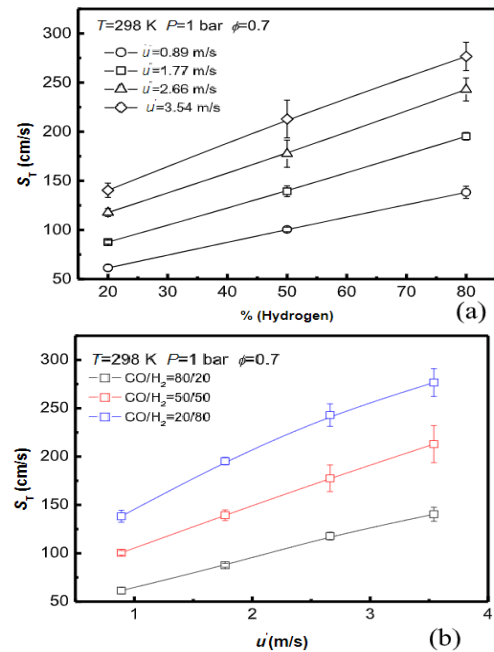 T=298 K P=1 bar ϕ=0.7
u'=0.89 m/s
u'=1.77 m/s
u'=2.66 m/s
u'=3.54 m/s
300
250
200
150
100
50
S_T (cm/s)
20 30 40 50 60 70 80
% (Hydrogen)
(a)
T=298 K P=1 bar ϕ=0.7
CO/H₂=80/20
CO/H₂=50/50
CO/H₂=20/80
300
250
200
150
100
50
S_T (cm/s)
1 2 3 4
u'(m/s)
(b)